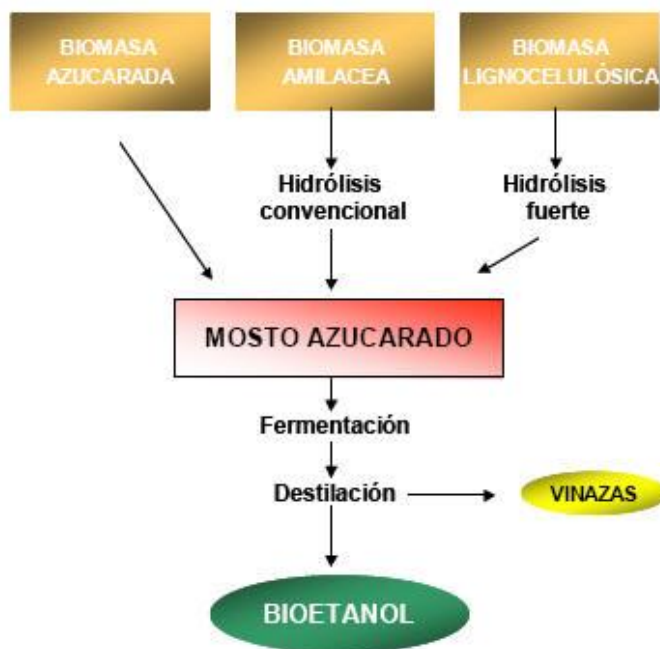 BIOMASA
AZUCARADA
BIOMASA
AMILACEA
BIOMASA
LIGNOCELULÓSICA
Hidrólisis
convencional
Hidrólisis
fuerte
MOSTO AZUCARADO
Fermentación
Destilación
VINAZAS
BIOETANOL